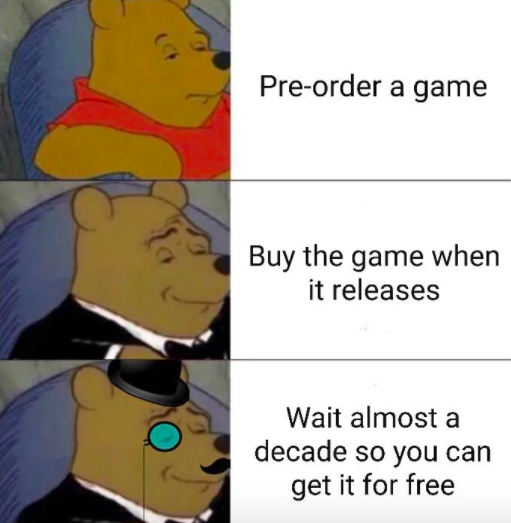 Pre-order a game
Buy the game when
it releases
Wait almost a
decade so you can
get it for free